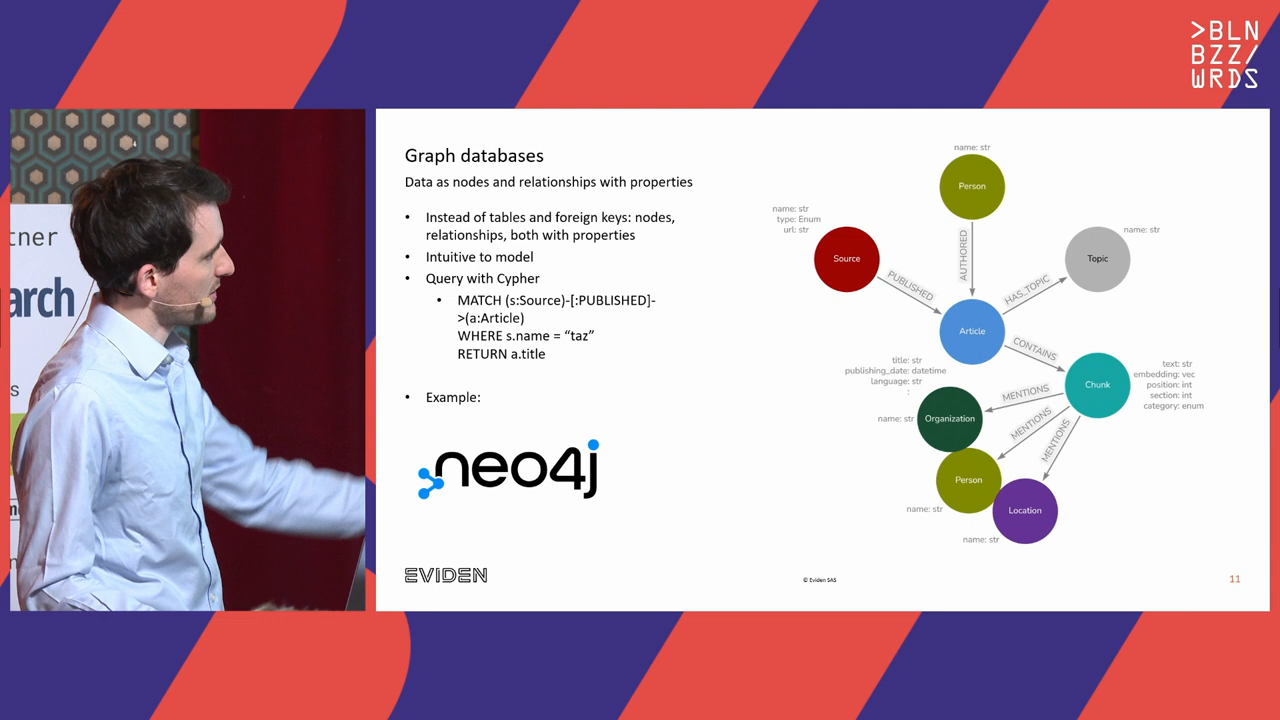 >BLN
BZZ/
WRDS
tner
arch
s
Graph databases
Data as nodes and relationships with properties
• Instead of tables and foreign keys: nodes,
relationships, both with properties
• Intuitive to model
• Query with Cypher
• MATCH (s:Source)-[:PUBLISHED]-
>(a:Article)
WHERE s.name = “taz”
RETURN a.title
• Example:
neo4j
EVIDEN
© Eviden SAS
11
name: str
Person
name: str
type: Enum
url: str
Source
PUBLISHED
AUTHORED
name: str
Topic
HAS_TOPIC
Article
CONTAINS
title: str
publishing_date: datetime
language: str
:
Chunk
text: str
embedding: vec
position: int
section: int
category: enum
MENTIONS
MENTIONS
MENTIONS
name: str
Organization
Person
name: str
Location
name: str